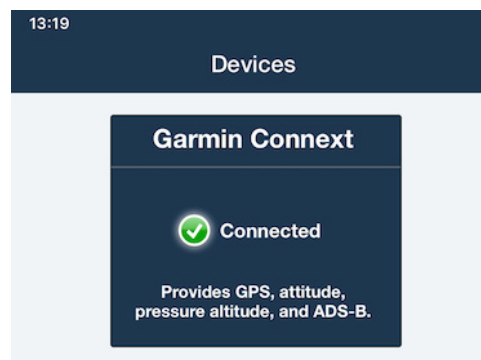 13:19
Devices
Garmin Connext
Connected
Provides GPS, attitude,
pressure altitude, and ADS-B.